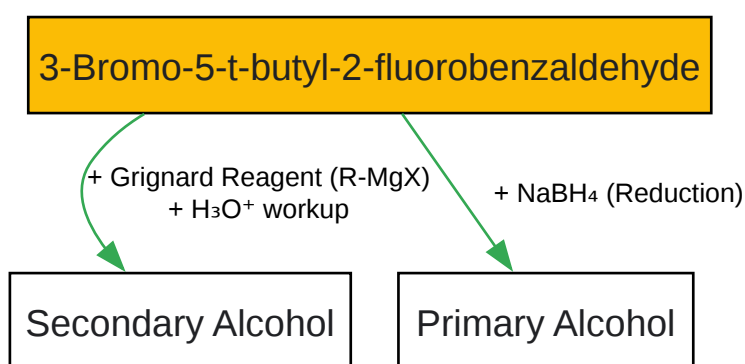 3-Bromo-5-t-butyl-2-fluorobenzaldehyde
+ Grignard Reagent (R-MgX)
+ H₃O⁺ workup
+ NaBH₄ (Reduction)
Secondary Alcohol
Primary Alcohol